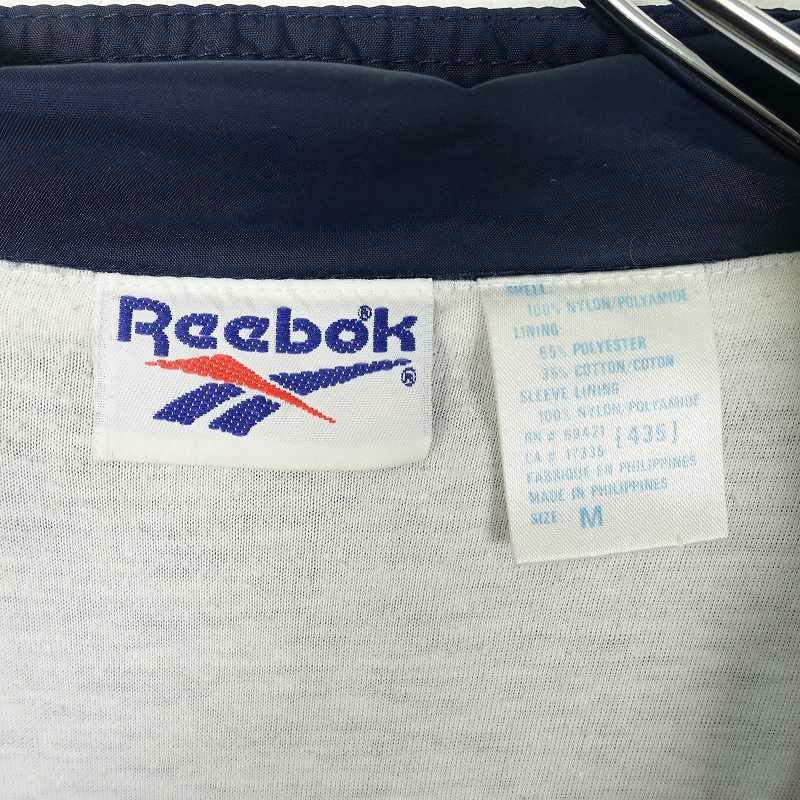 Reebok®
®
SHELL
100% NYLON/POLYAMIDE
LINING
65% POLYESTER
35% COTTON/COTON
SLEEVE LINING
100% NYLON/POLYAMIDE
RN # 68421 [435]
CA # 17335
FABRIQUE EN PHILIPPINES
MADE IN PHILIPPINES
SIZE M